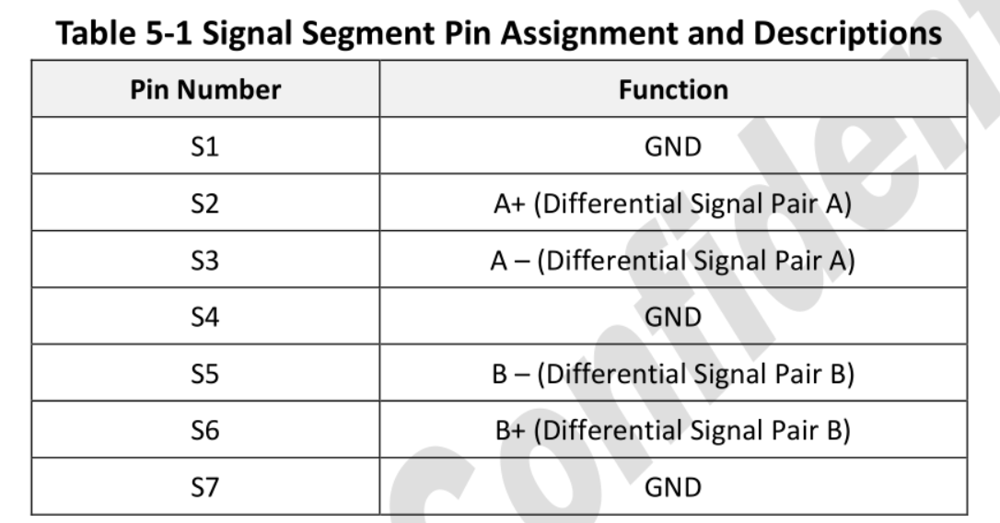 Table 5-1 Signal Segment Pin Assignment and Descriptions
Pin Number Function
S1 GND
S2 A+ (Differential Signal Pair A)
S3 A – (Differential Signal Pair A)
S4 GND
S5 B – (Differential Signal Pair B)
S6 B+ (Differential Signal Pair B)
S7 GND
Confident